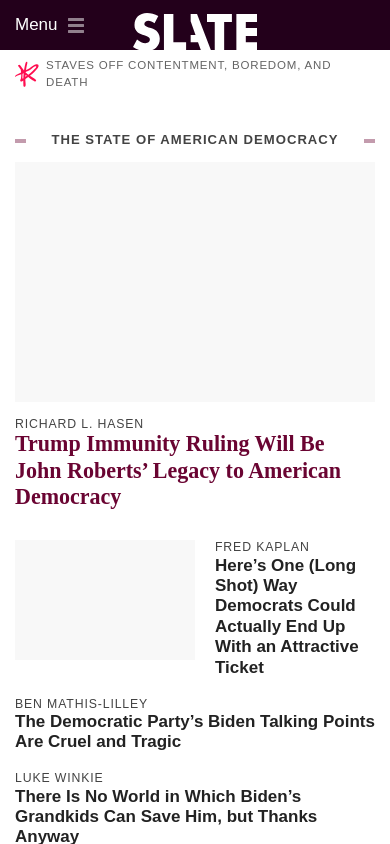 Menu
SLATE
STAVES OFF CONTENTMENT, BOREDOM, AND
DEATH
THE STATE OF AMERICAN DEMOCRACY
RICHARD L. HASEN
Trump Immunity Ruling Will Be
John Roberts’ Legacy to American
Democracy
FRED KAPLAN
Here’s One (Long
Shot) Way
Democrats Could
Actually End Up
With an Attractive
Ticket
BEN MATHIS-LILLEY
The Democratic Party’s Biden Talking Points
Are Cruel and Tragic
LUKE WINKIE
There Is No World in Which Biden’s
Grandkids Can Save Him, but Thanks
Anyway